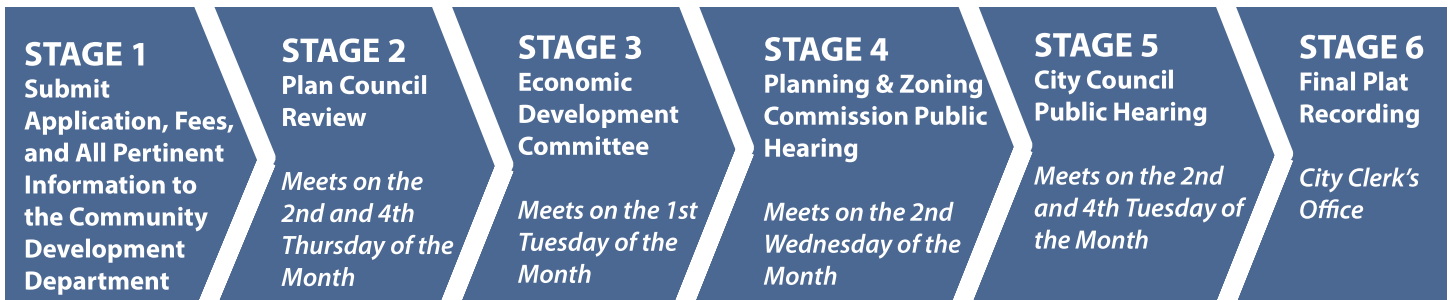 STAGE 1
Submit
Application, Fees,
and All Pertinent
Information to
the Community
Development
Department
STAGE 2
Plan Council
Review
Meets on the
2nd and 4th
Thursday of the
Month
STAGE 3
Economic
Development
Committee
Meets on the 1st
Tuesday of the
Month
STAGE 4
Planning & Zoning
Commission Public
Hearing
Meets on the 2nd
Wednesday of the
Month
STAGE 5
City Council
Public Hearing
Meets on the 2nd
and 4th Tuesday of
the Month
STAGE 6
Final Plat
Recording
City Clerk's
Office